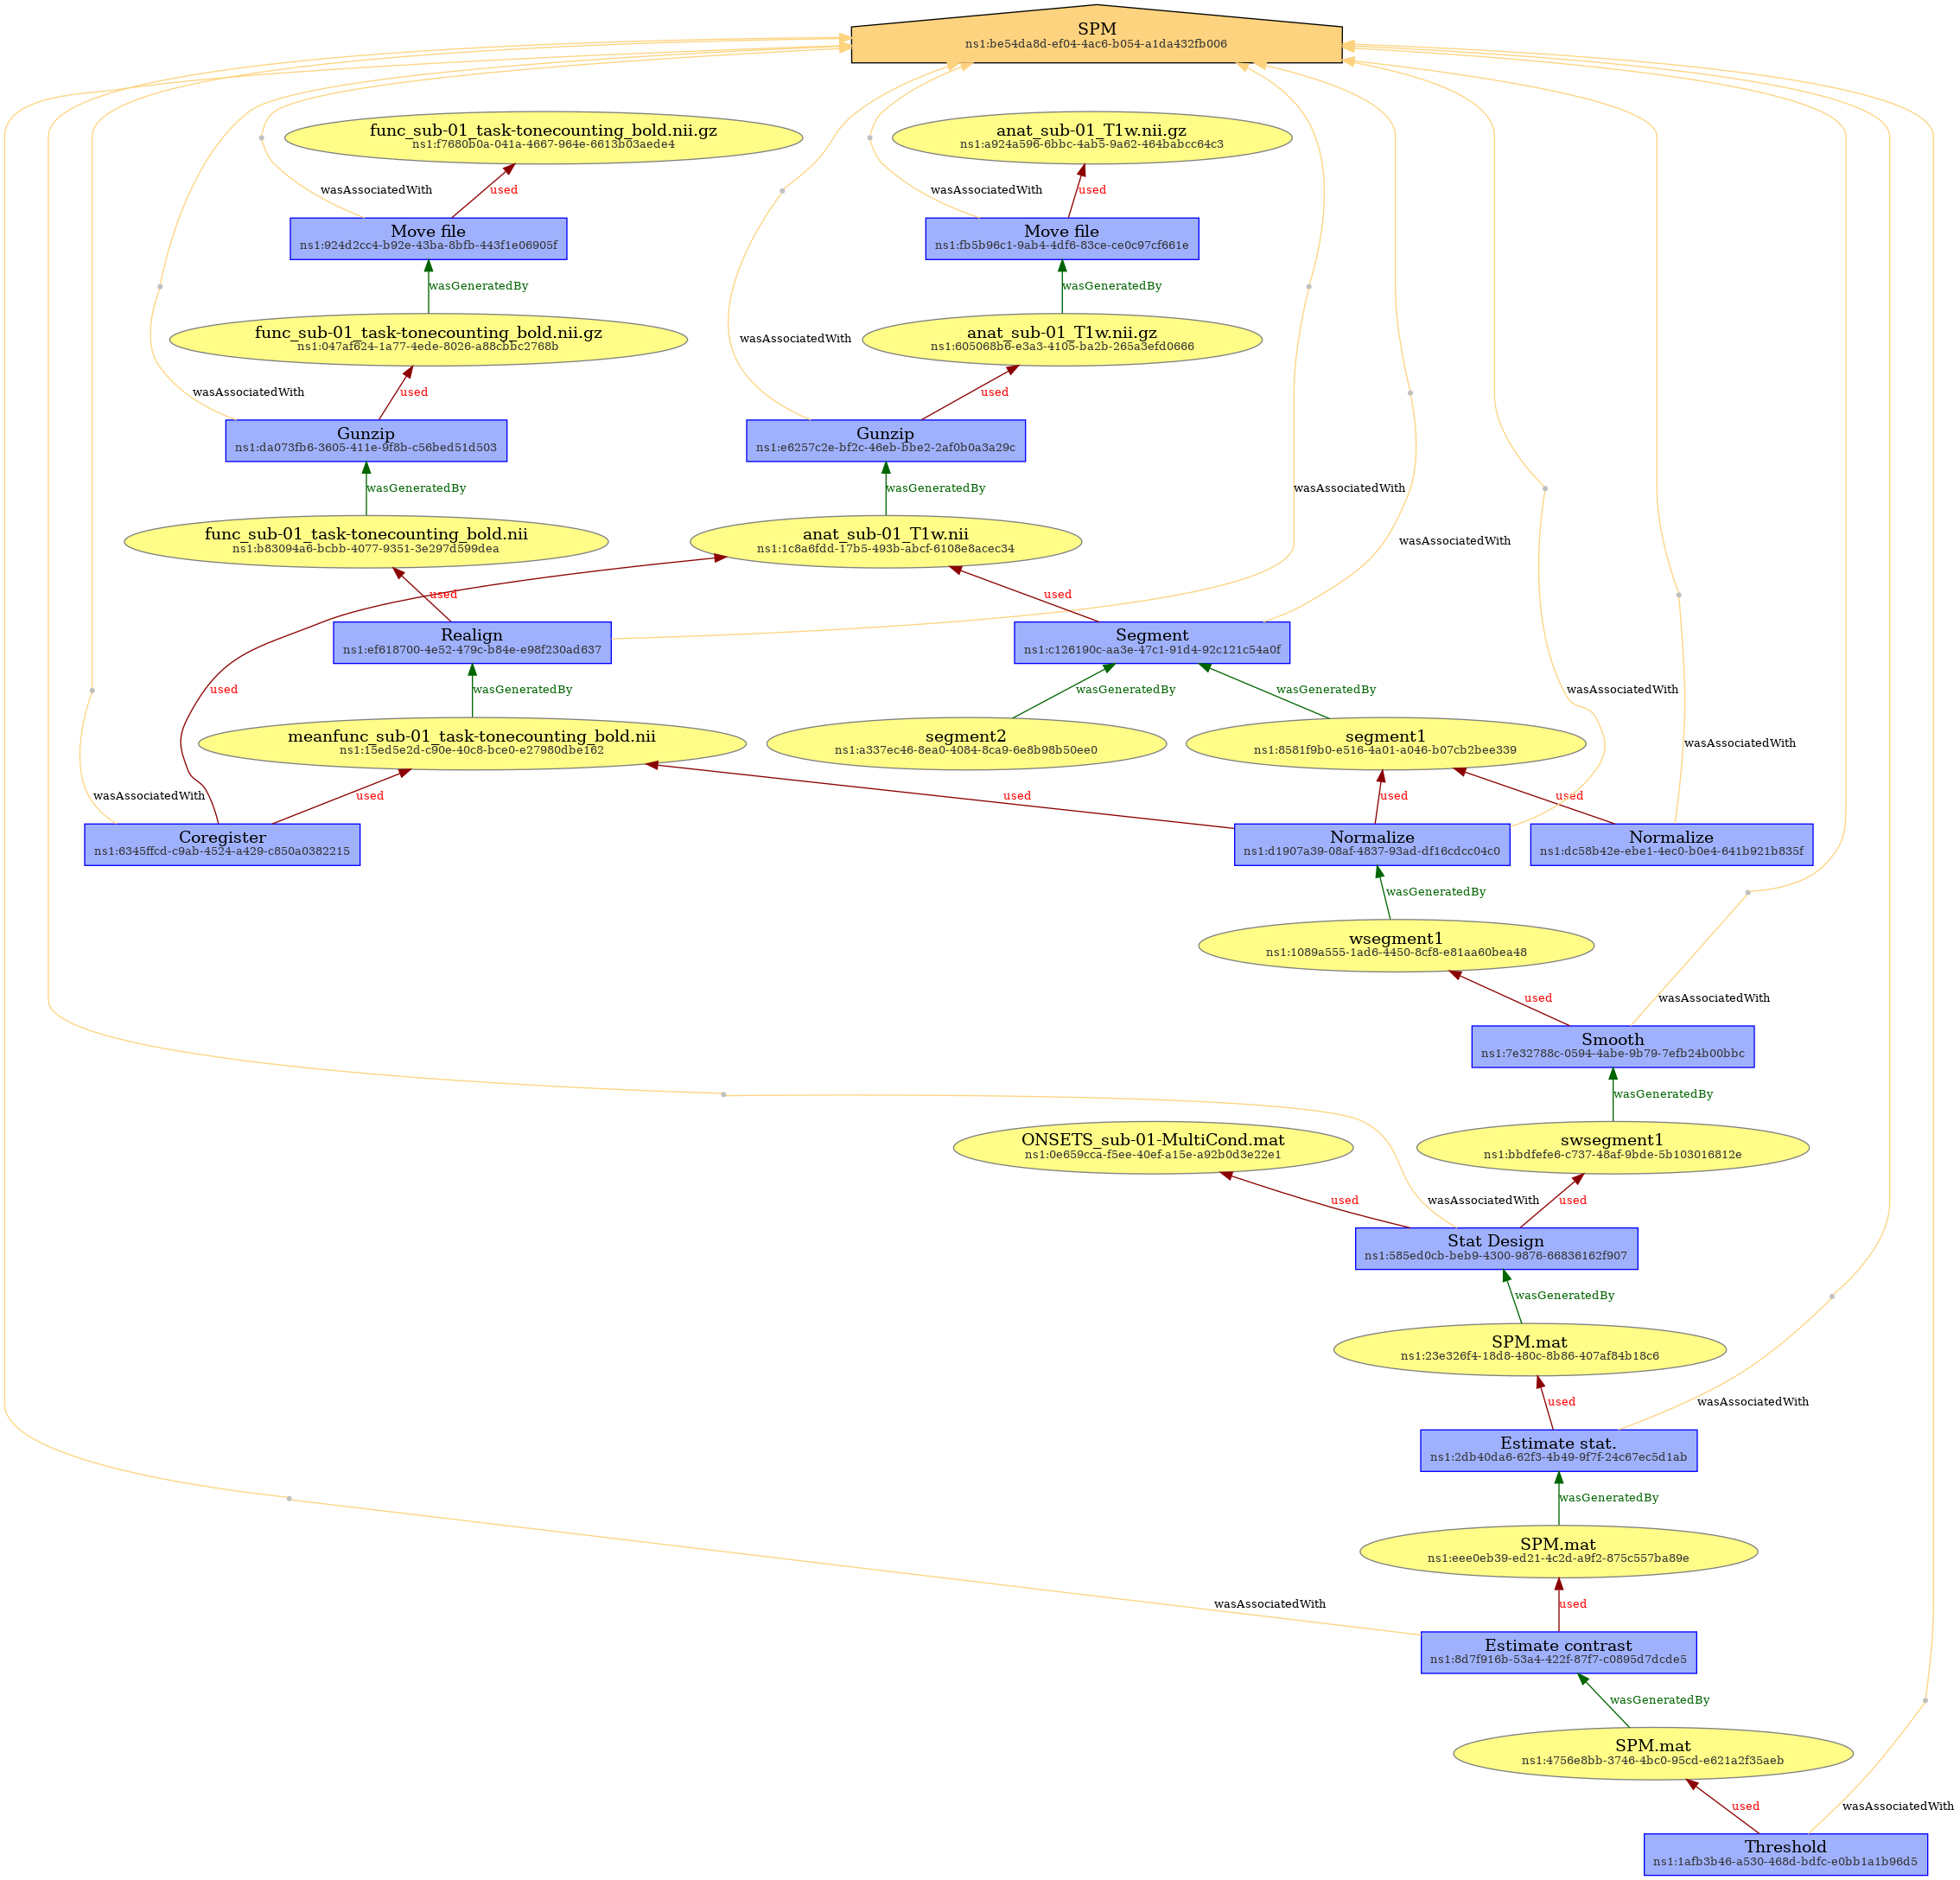 SPM
ns1:be54da8d-ef04-4ac6-b054-a1da432fb006
func_sub-01_task-tonecounting_bold.nii.gz
ns1:f7680b0a-041a-4667-964e-6613b03aede4
anat_sub-01_T1w.nii.gz
ns1:a924a596-6bbc-4ab5-9a62-464babcc64c3
wasAssociatedWith
used
wasAssociatedWith
used
Move file
ns1:924d2cc4-b92e-43ba-8bfb-443f1e06905f
Move file
ns1:fb5b96c1-9ab4-4df6-83ce-ce0c97cf661e
wasGeneratedBy
wasGeneratedBy
func_sub-01_task-tonecounting_bold.nii.gz
ns1:047af624-1a77-4ede-8026-a88cbbc2768b
wasAssociatedWith
anat_sub-01_T1w.nii.gz
ns1:605068b6-e3a3-4105-ba2b-265a3efd0666
wasAssociatedWith
used
used
Gunzip
ns1:da073fb6-3605-411e-9f8b-c56bed51d503
Gunzip
ns1:e6257c2e-bf2c-46eb-bbe2-2af0b0a3a29c
wasGeneratedBy
wasGeneratedBy
wasAssociatedWith
func_sub-01_task-tonecounting_bold.nii
ns1:b83094a6-bcbb-4077-9351-3e297d599dea
anat_sub-01_T1w.nii
ns1:1c8a6fdd-17b5-493b-abcf-6108e8acec34
wasAssociatedWith
used
used
Realign
ns1:ef618700-4e52-479c-b84e-e98f230ad637
Segment
ns1:c126190c-aa3e-47c1-91d4-92c121c54a0f
used
wasGeneratedBy
wasGeneratedBy
wasGeneratedBy
wasAssociatedWith
meanfunc_sub-01_task-tonecounting_bold.nii
ns1:15ed5e2d-c90e-40c8-bce0-e27980dbe162
segment2
ns1:a337ec46-8ea0-4084-8ca9-6e8b98b50ee0
segment1
ns1:8581f9b0-e516-4a01-a046-b07cb2bee339
wasAssociatedWith
wasAssociatedWith
used
used
used
used
Coregister
ns1:6345ffcd-c9ab-4524-a429-c850a0382215
Normalize
ns1:d1907a39-08af-4837-93ad-df16cdcc04c0
Normalize
ns1:dc58b42e-ebe1-4ec0-b0e4-641b921b835f
wasGeneratedBy
wsegment1
ns1:1089a555-1ad6-4450-8cf8-e81aa60bea48
used
wasAssociatedWith
Smooth
ns1:7e32788c-0594-4abe-9b79-7efb24b00bbc
wasGeneratedBy
ONSETS_sub-01-MultiCond.mat
ns1:0e659cca-f5ee-40ef-a15e-a92b0d3e22e1
swsegment1
ns1:bbdfefe6-c737-48af-9bde-5b103016812e
used
wasAssociatedWith
used
Stat Design
ns1:585ed0cb-beb9-4300-9876-66836162f907
wasGeneratedBy
SPM.mat
ns1:23e326f4-18d8-480c-8b86-407af84b18c6
used
wasAssociatedWith
Estimate stat.
ns1:2db40da6-62f3-4b49-9f7f-24c67ec5d1ab
wasGeneratedBy
SPM.mat
ns1:eee0eb39-ed21-4c2d-a9f2-875c557ba89e
wasAssociatedWith
used
Estimate contrast
ns1:8d7f916b-53a4-422f-87f7-c0895d7dcde5
wasGeneratedBy
SPM.mat
ns1:4756e8bb-3746-4bc0-95cd-e621a2f35aeb
used
wasAssociatedWith
Threshold
ns1:1afb3b46-a530-468d-bdfc-e0bb1a1b96d5